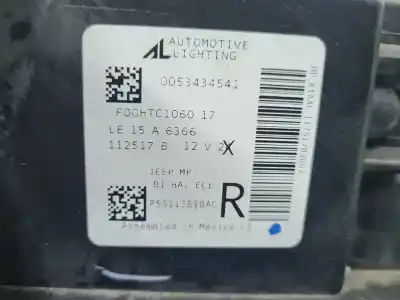 AL AUTOMOTIVE
LIGHTING
0053434541
F00HTC1060 17
LE 15 A 6366
112517 B 12 V 2X
JEEP MP
BI HAL ECE
R
Assembled in Mexico